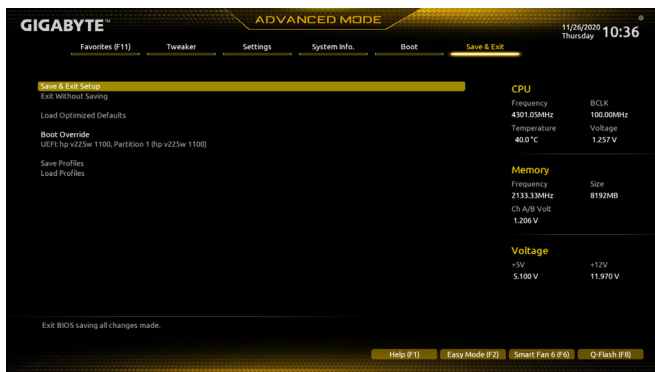 GIGABYTE™
ADVANCED MODE
11/26/2020
Thursday
10:36
Favorites (F11) Tweaker Settings System Info. Boot Save & Exit
Save & Exit Setup
Exit Without Saving
Load Optimized Defaults
Boot Override
UEFI: hp v225w 1100, Partition 1 (hp v225w 1100)
Save Profiles
Load Profiles
CPU
Frequency BCLK
4301.05MHz 100.00MHz
Temperature Voltage
40.0 °C 1.257 V
Memory
Frequency Size
2133.33MHz 8192MB
Ch A/B Volt
1.206 V
Voltage
+5V +12V
5.100 V 11.970 V
Exit BIOS saving all changes made.
Help (F1) Easy Mode (F2) Smart Fan 6 (F6) Q-Flash (F8)